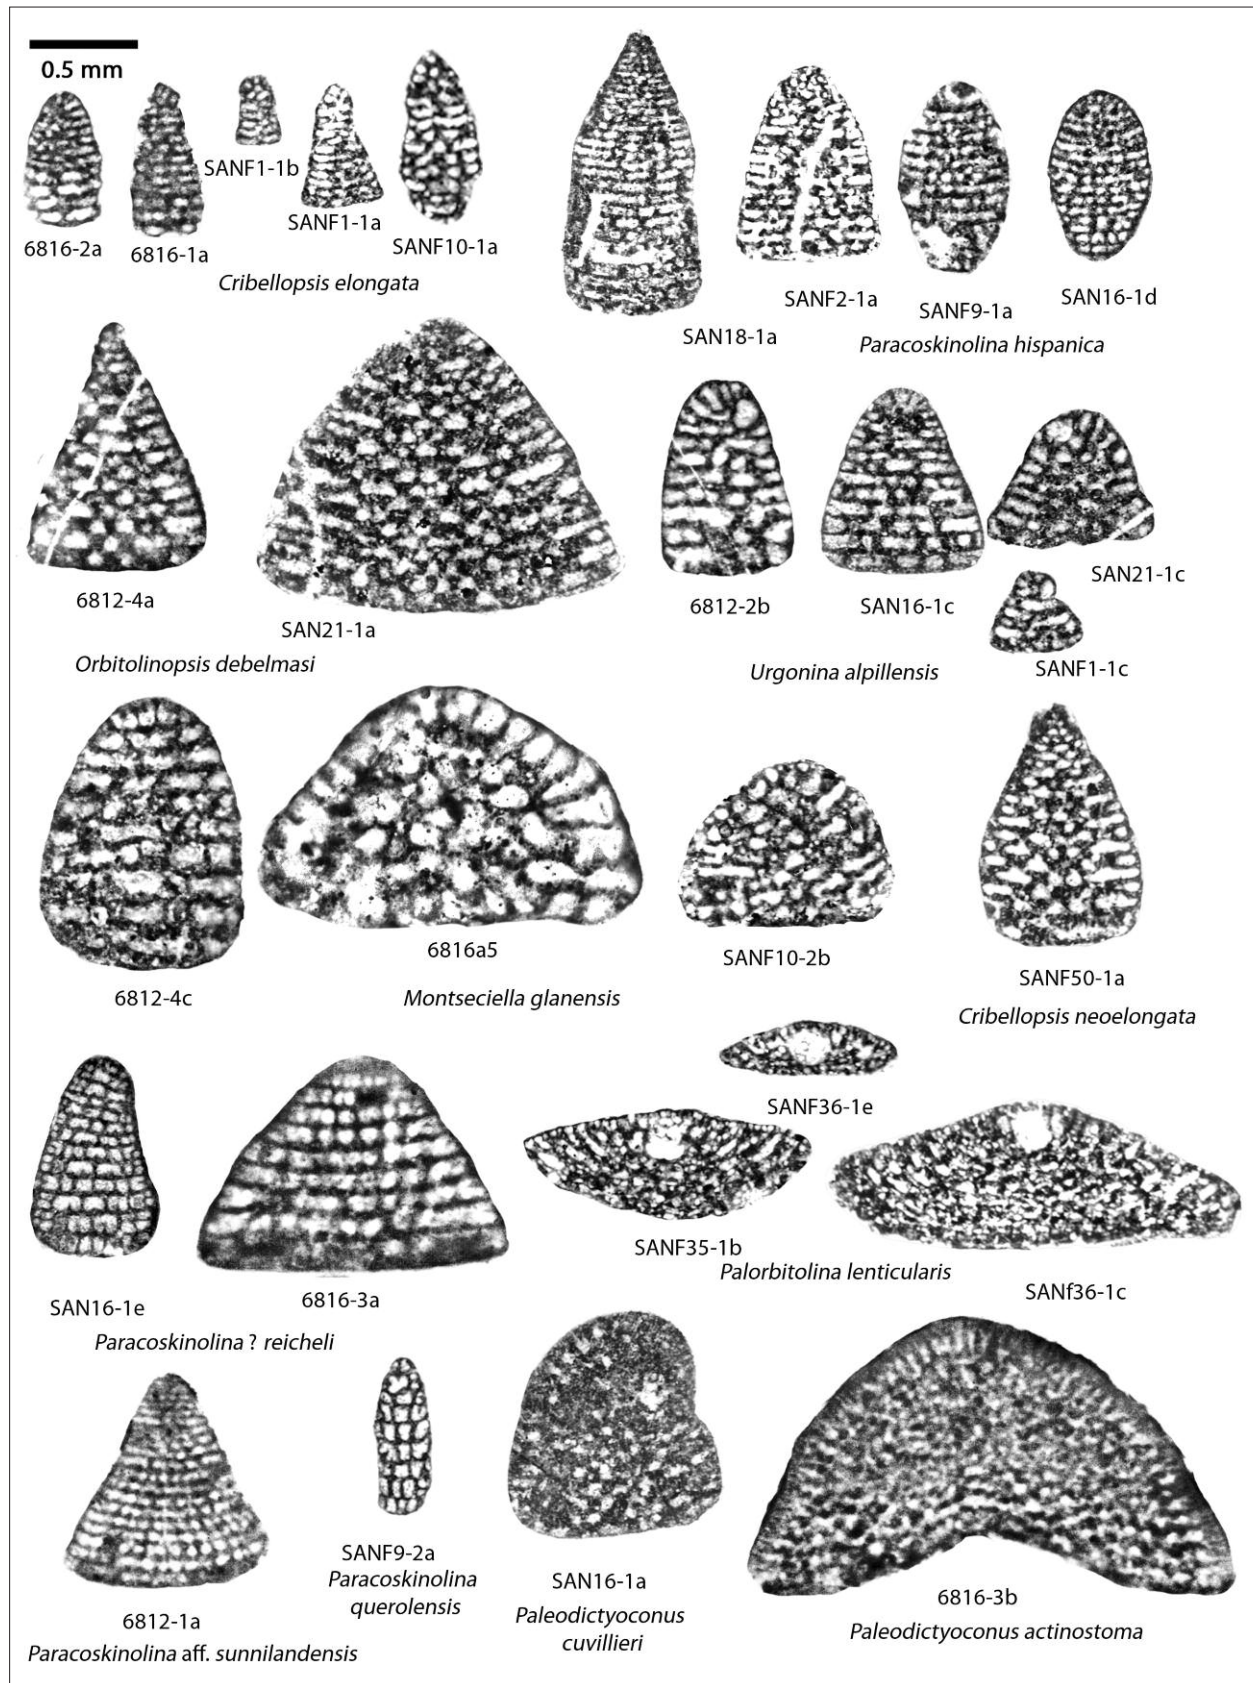 0.5 mm
6816-2a
6816-1a
SANF1-1b
SANF1-1a
SANF10-1a
Cribellopsis elongata
SAN18-1a
SANF2-1a
SANF9-1a
SAN16-1d
Paracoskinolina hispanica
6812-4a
SAN21-1a
Orbitolinopsis debelmasi
6812-2b
SAN16-1c
SAN21-1c
SANF1-1c
Urgonina alpillensis
6812-4c
6816a5
SANF10-2b
Montseciella glanensis
SANF50-1a
Cribellopsis neoelongata
SANF36-1e
SANF35-1b
SANf36-1c
Palorbitolina lenticularis
SAN16-1e
6816-3a
Paracoskinolina ? reicheli
6812-1a
Paracoskinolina aff. sunnilandensis
SANF9-2a
Paracoskinolina
querolensis
SAN16-1a
Paleodictyoconus
cuvillieri
6816-3b
Paleodictyoconus actinostoma